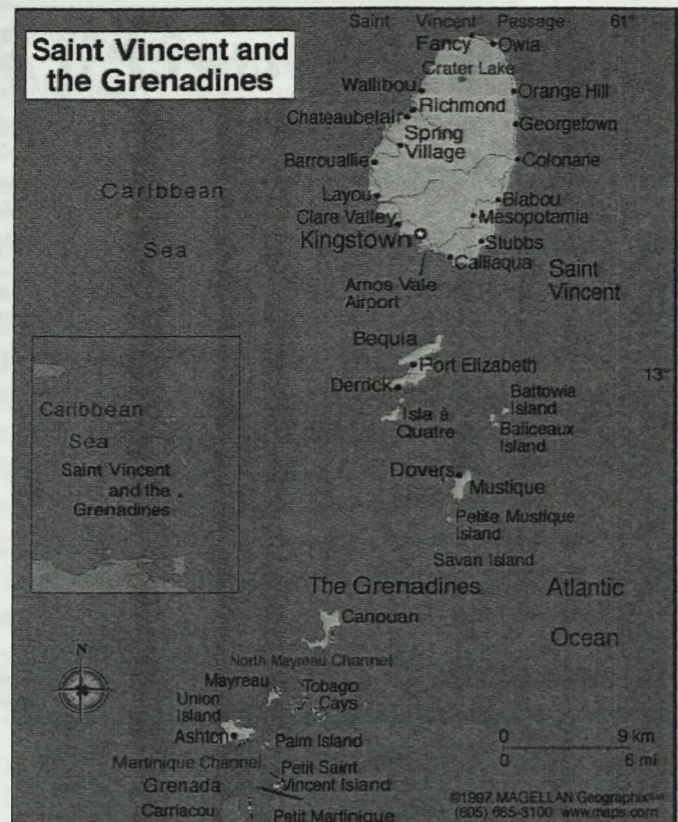 Saint Vincent and
the Grenadines
Saint Vincent Passage 61°
Fancy Owia
Crater Lake
Wallibou
Orange Hill
Richmond
Chateaubelair
Georgetown
Spring
Village
Barrouallie
Colonarie
Caribbean
Sea
Layou
Biabou
Clare Valley
Mesopotamia
Kingstown
Stubbs
Calliaqua
Saint
Vincent
Arnos Vale
Airport
Bequia
Port Elizabeth
13°
Derrick
Battowia
Island
Isla à
Quatre
Baliceaux
Island
Caribbean
Sea
Saint Vincent
and the
Grenadines
Dovers
Mustique
Petite Mustique
Island
Savan Island
The Grenadines
Atlantic
Ocean
Canouan
North Mayreau Channel
N
Mayreau
Tobago
Cays
Union
Island
Ashton
Palm Island
0 9 km
0 6 mi
Martinique Channel
Petit Saint
Vincent Island
Grenada
Carriacou
Petit Martinique
©1997 MAGELLAN Geographix℠
(805) 685-3100 www.maps.com